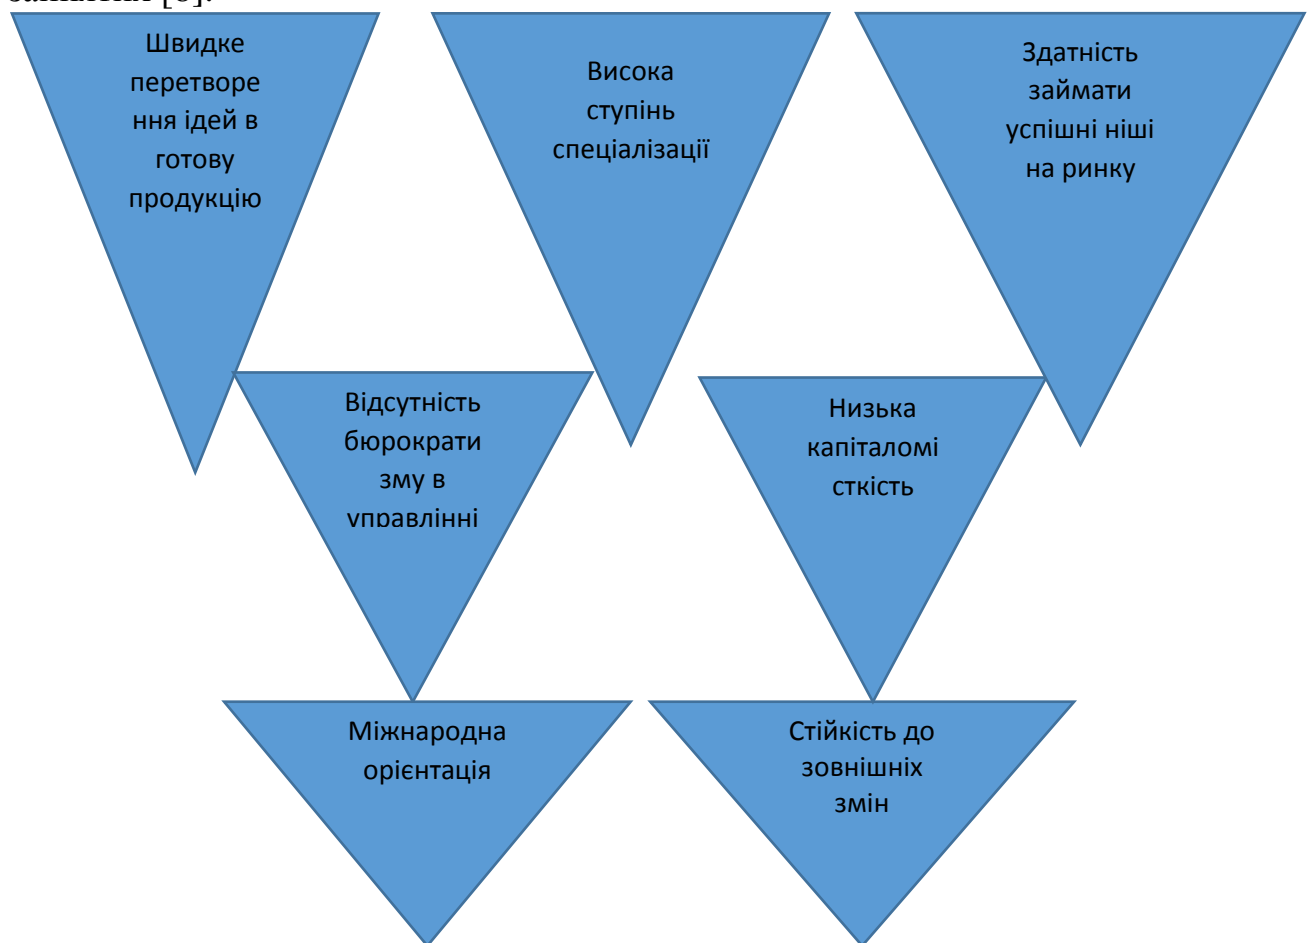 [8].
Швидке
перетворе
ння ідей в
готову
продукцію
Висока
ступінь
спеціалізації
Здатність
займати
успішні ніші
на ринку
Відсутність
бюрократи
зму в
управлінні
Низька
капіталомі
сткість
Міжнародна
орієнтація
Стійкість до
зовнішніх
змін